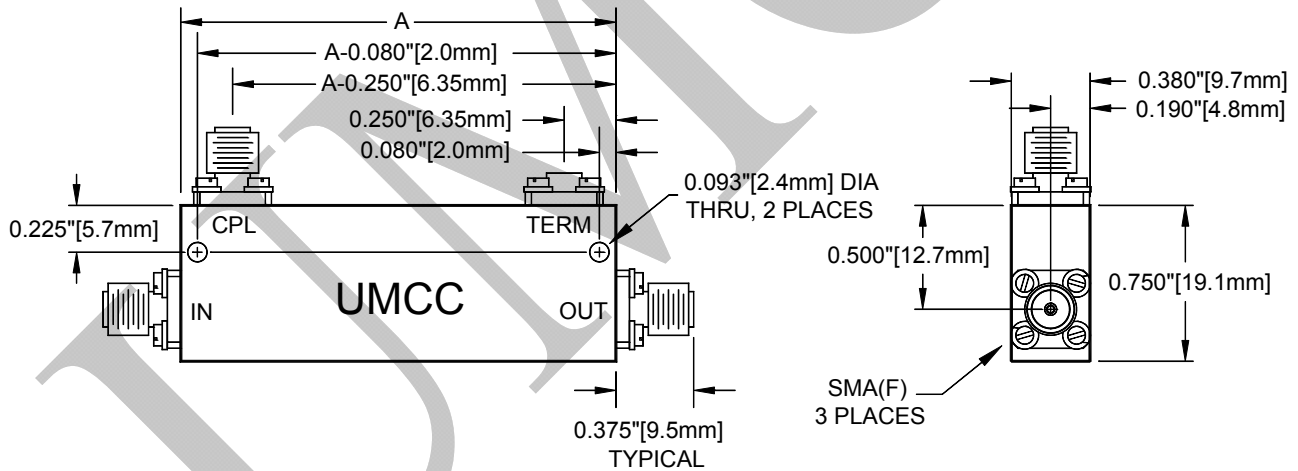 A
A-0.080"[2.0mm]
A-0.250"[6.35mm]
0.250"[6.35mm]
0.080"[2.0mm]
0.093"[2.4mm] DIA
THRU, 2 PLACES
0.225"[5.7mm]
CPL
TERM
IN
UMCC
OUT
0.375"[9.5mm]
TYPICAL
0.380"[9.7mm]
0.190"[4.8mm]
0.500"[12.7mm]
0.750"[19.1mm]
SMA(F)
3 PLACES